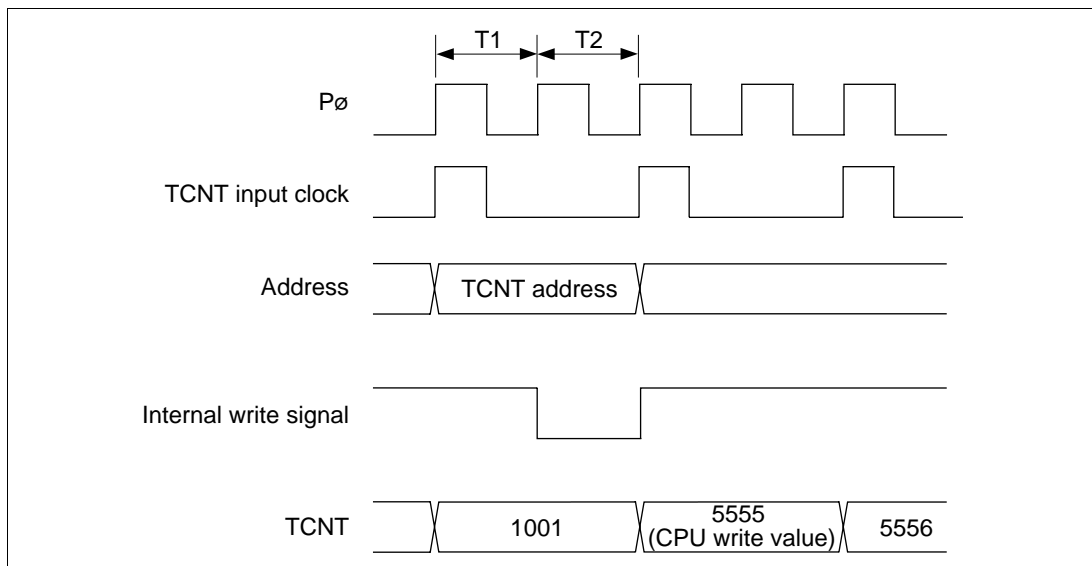 T1 T2
Pø
TCNT input clock
Address
TCNT address
Internal write signal
TCNT
1001
5555
(CPU write value)
5556